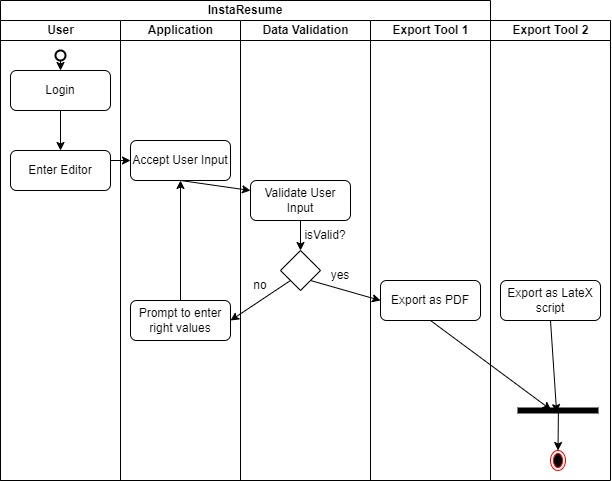 InstaResume
User
Application
Data Validation
Export Tool 1
Export Tool 2
Login
Enter Editor
Accept User Input
Validate User
Input
isValid?
no
yes
Prompt to enter
right values
Export as PDF
Export as LateX
script